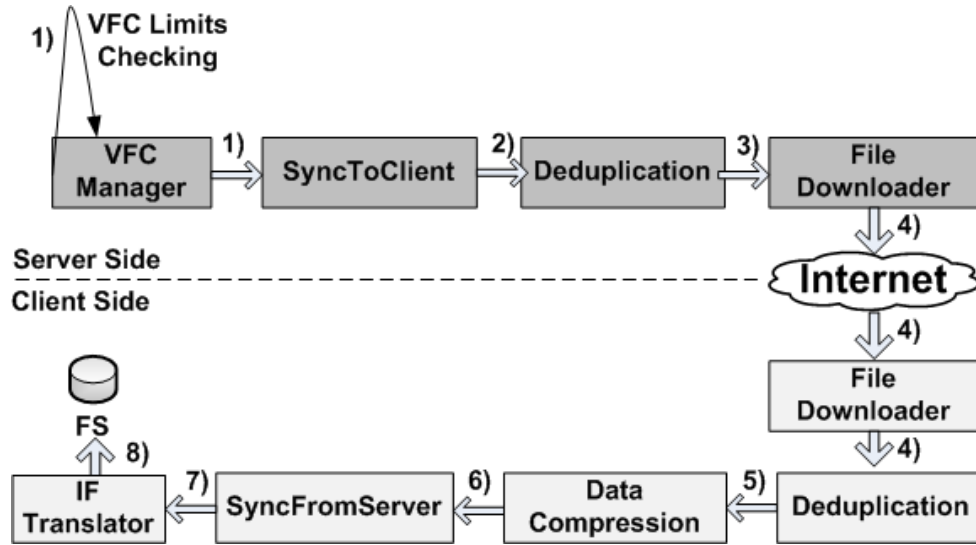 1)
VFC Limits
Checking
VFC
Manager
1)
SyncToClient
2)
Deduplication
3)
File
Downloader
4)
Server Side
Internet
Client Side
4)
File
Downloader
4)
Deduplication
5)
Data
Compression
6)
SyncFromServer
7)
IF
Translator
8)
FS